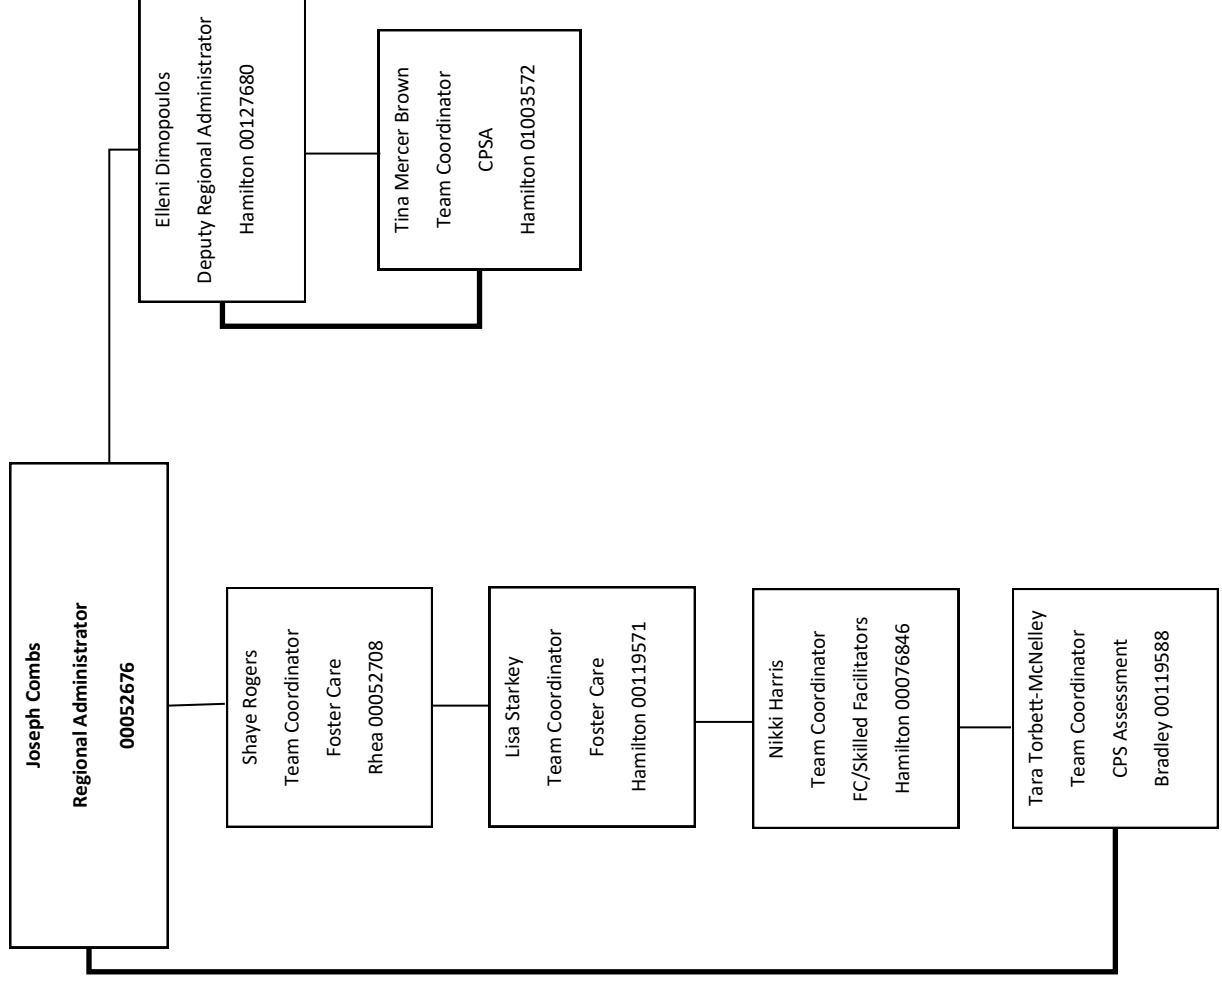 Joseph Combs
Regional Administrator
00052676
Shaye Rogers
Team Coordinator
Foster Care
Rhea 00052708
Lisa Starkey
Team Coordinator
Foster Care
Hamilton 00119571
Nikki Harris
Team Coordinator
FC/Skilled Facilitators
Hamilton 00076846
Tara Torbett-McNelley
Team Coordinator
CPS Assessment
Bradley 00119588
Elleni Dimopoulos
Deputy Regional Administrator
Hamilton 00127680
Tina Mercer Brown
Team Coordinator
CPSA
Hamilton 01003572